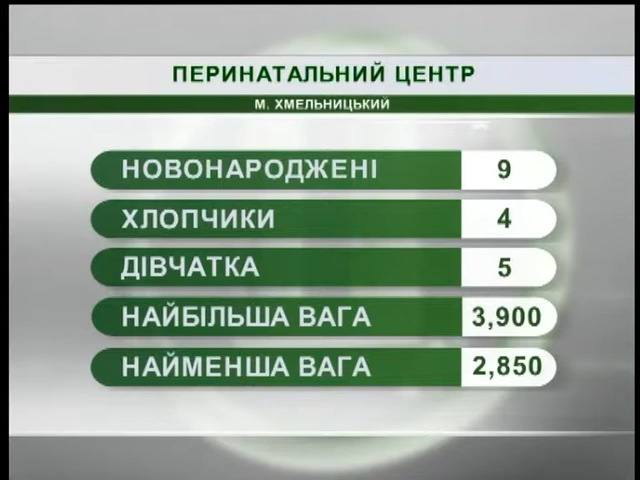 ПЕРИНАТАЛЬНИЙ ЦЕНТР
М. ХМЕЛЬНИЦЬКИЙ
НОВОНАРОДЖЕНІ 9
ХЛОПЧИКИ 4
ДІВЧАТКА 5
НАЙБІЛЬША ВАГА 3,900
НАЙМЕНША ВАГА 2,850